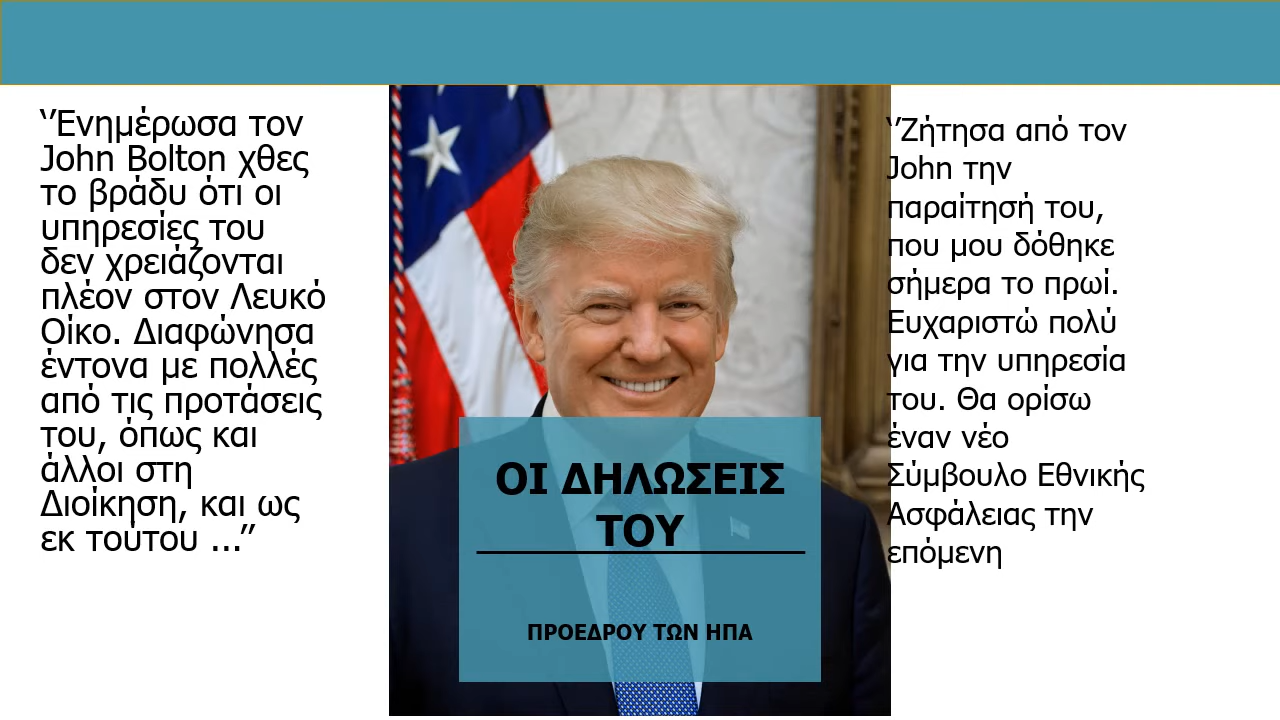 ‘’Ένημέρωσα τον
John Bolton χθες
το βράδυ ότι οι
υπηρεσίες του
δεν χρειάζονται
πλέον στον Λευκό
Οίκο. Διαφώνησα
έντονα με πολλές
από τις προτάσεις
του, όπως και
άλλοι στη
Διοίκηση, και ως
εκ τούτου ...’’
ΟΙ ΔΗΛΩΣΕΙΣ
ΤΟΥ
ΠΡΟΕΔΡΟΥ ΤΩΝ ΗΠΑ
‘’Ζήτησα από τον
John την
παραίτησή του,
που μου δόθηκε
σήμερα το πρωί.
Ευχαριστώ πολύ
για την υπηρεσία
του. Θα ορίσω
έναν νέο
Σύμβουλο Εθνικής
Ασφάλειας την
επόμενη